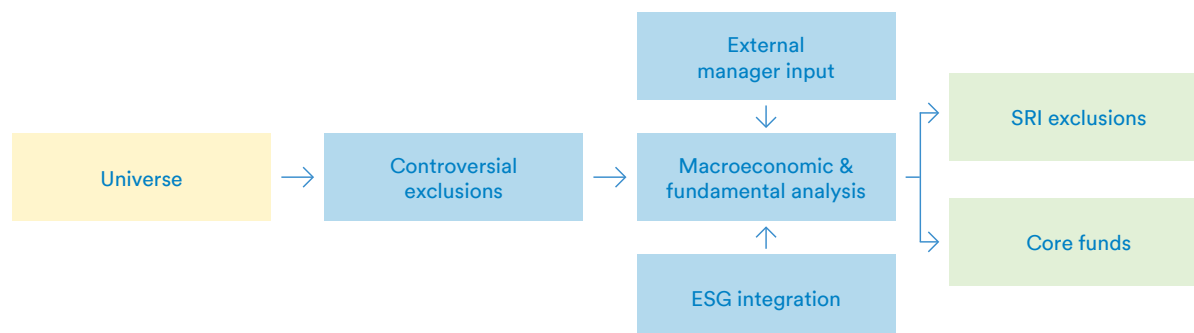 Universe
Controversial
exclusions
External
manager input
Macroeconomic &
fundamental analysis
ESG integration
SRI exclusions
Core funds